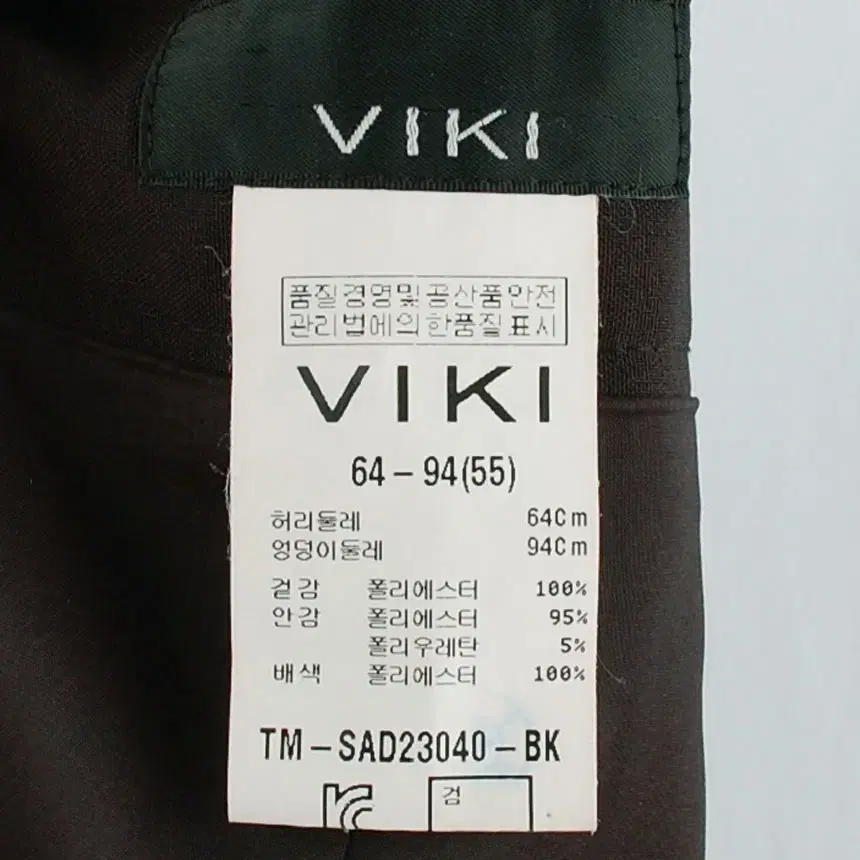 VIKI
품질경영및공산품안전
관리법에의한품질표시
VIKI
64-94(55)
허리둘레 64Cm
엉덩이둘레 94Cm
겉감 폴리에스터 100%
안감 폴리에스터 95%
폴리우레탄 5%
배색 폴리에스터 100%
TM-SAD23040-BK
검